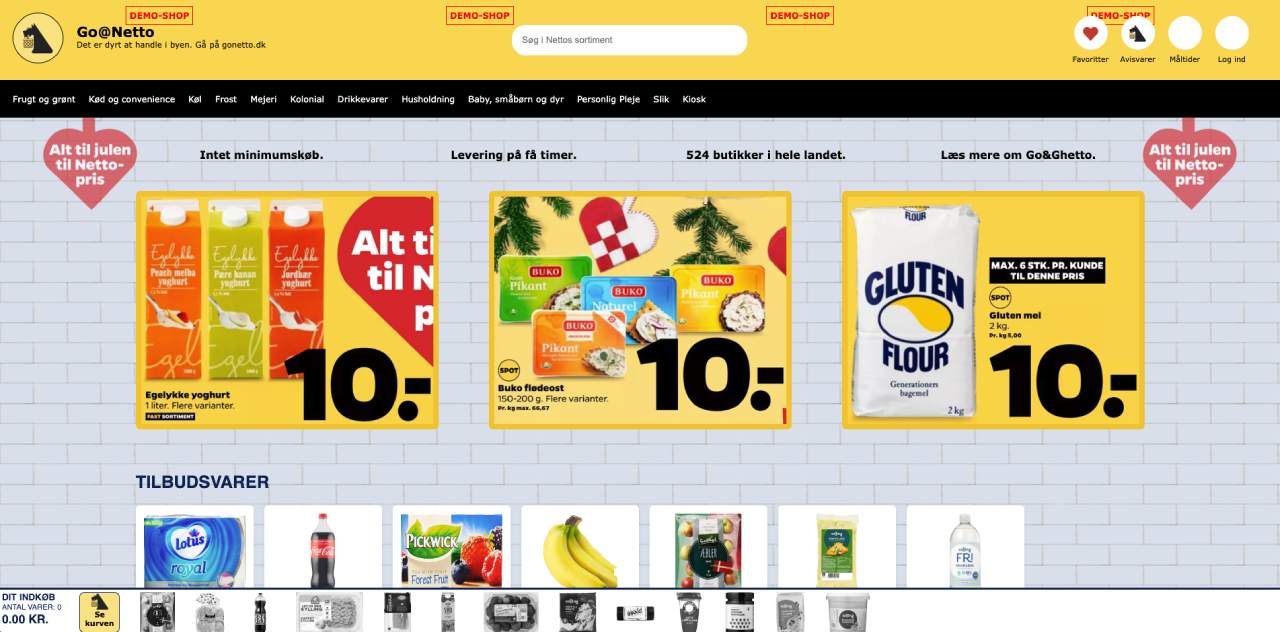 DEMO-SHOP
DEMO-SHOP
DEMO-SHOP
DEMO-SHOP
Go@Netto
Det er dyrt at handle i byen. Gå på gonetto.dk
Søg i Nettos sortiment
Favoritter
Avisvarer
Måltider
Log ind
Frugt og grønt
Kød og convenience
Køl
Frost
Mejeri
Kolonial
Drikkevarer
Husholdning
Baby, småbørn og dyr
Personlig Pleje
Slik
Kiosk
Alt til julen
til Netto-
pris
Intet minimumskøb.
Levering på få timer.
524 butikker i hele landet.
Læs mere om Go&Ghetto.
Alt til julen
til Netto-
pris
Egelykke
Peach melba
yoghurt
Egelykke
Pære banan
yoghurt
Egelykke
Jordbær
yoghurt
Alt ti
til N
p
10.-
Egelykke yoghurt
1 liter. Flere varianter.
FAST SORTIMENT
BUKO
Pikant
BUKO
Naturel
BUKO
Pikant
BUKO
Pikant
10.-
SPOT
Buko flødeost
150-200 g. Flere varianter.
Pr. kg max. 66,67
FLOUR
GLUTEN
FLOUR
Generationers
bagemel
2 kg
MAX. 6 STK. PR. KUNDE
TIL DENNE PRIS
SPOT
Gluten mel
2 kg.
Pr. kg 5,00
10.-
TILBUDSVARER
Lotus
royal
Coca-Cola
PICKWICK
Forest Fruit
ÆBLER
FRI
DIT INDKØB
ANTAL VARER: 0
0.00 KR.
Se
kurven